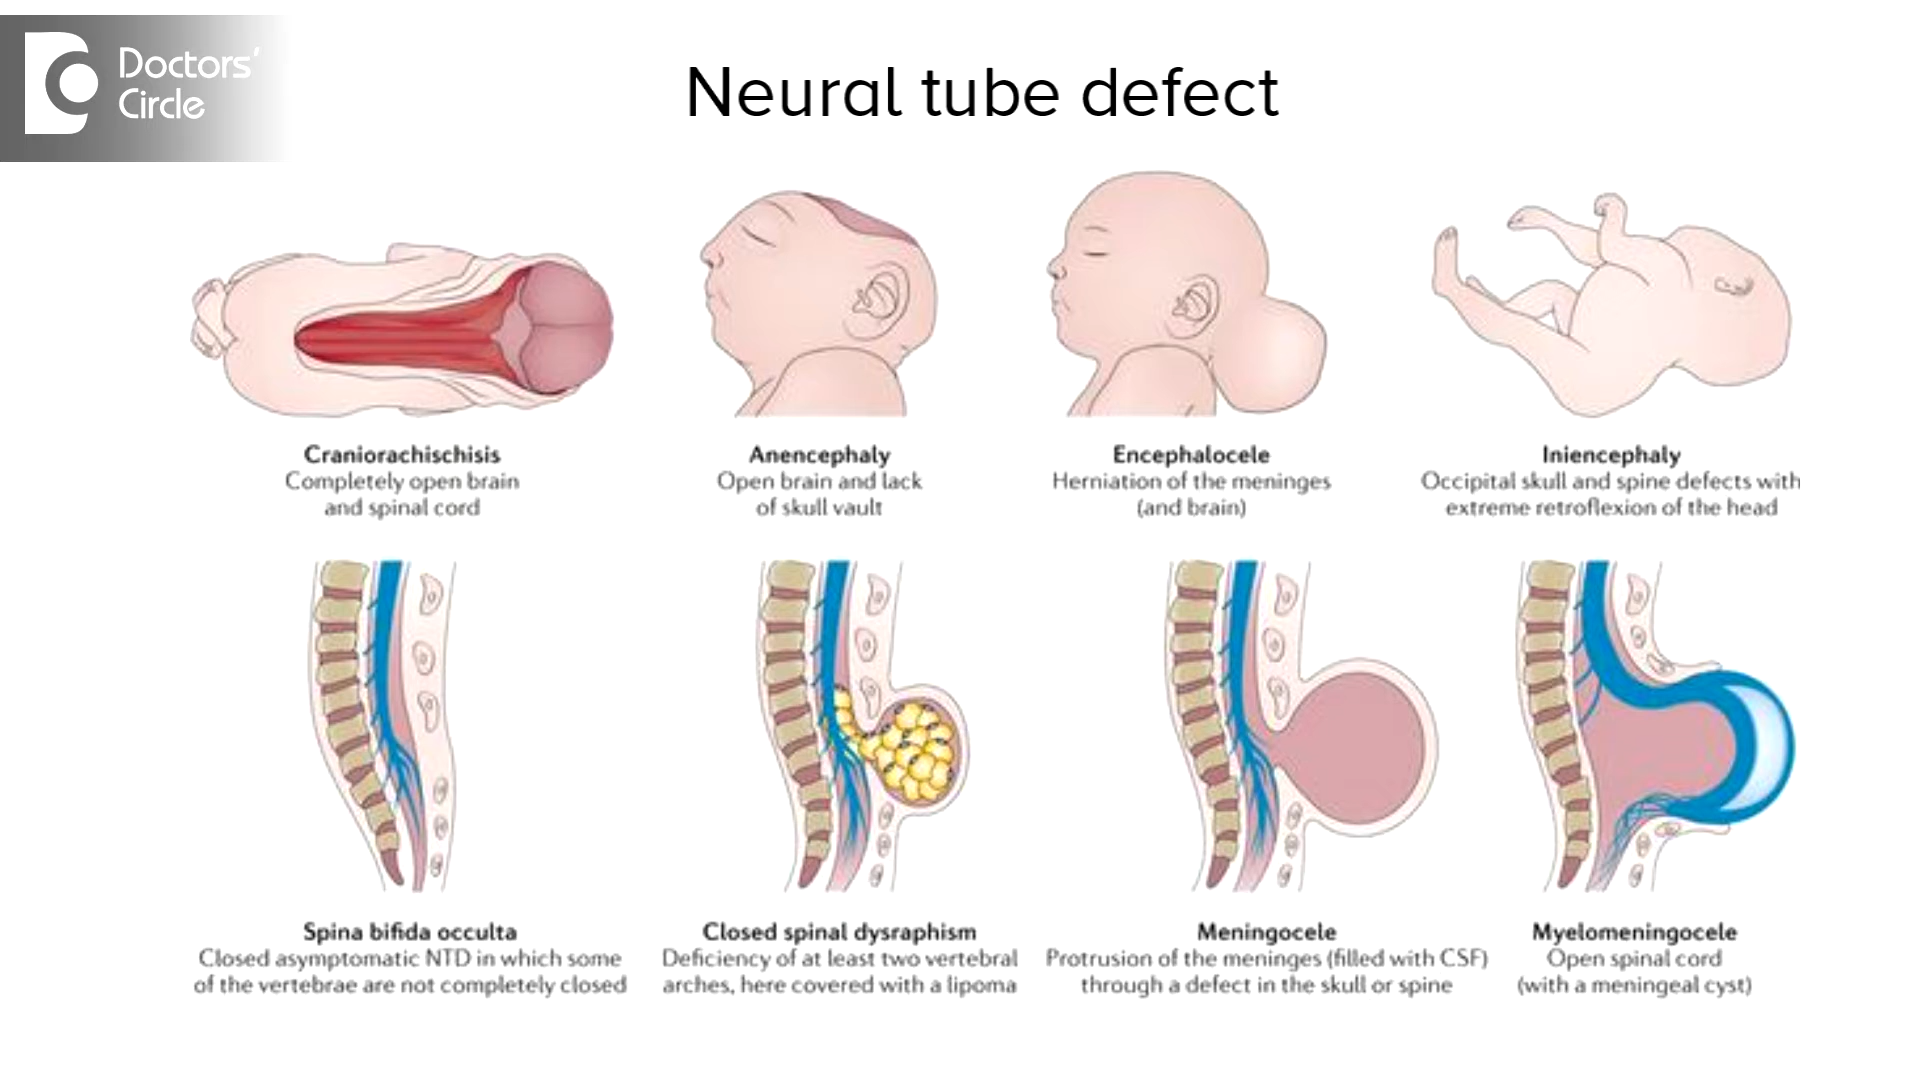 Doctors'
Circle
Neural tube defect
Craniorachischisis
Completely open brain
and spinal cord
Anencephaly
Open brain and lack
of skull vault
Encephalocele
Herniation of the meninges
(and brain)
Iniencephaly
Occipital skull and spine defects with
extreme retroflexion of the head
Spina bifida occulta
Closed asymptomatic NTD in which some
of the vertebrae are not completely closed
Closed spinal dysraphism
Deficiency of at least two vertebral
arches, here covered with a lipoma
Meningocele
Protrusion of the meninges (filled with CSF)
through a defect in the skull or spine
Myelomeningocele
Open spinal cord
(with a meningeal cyst)